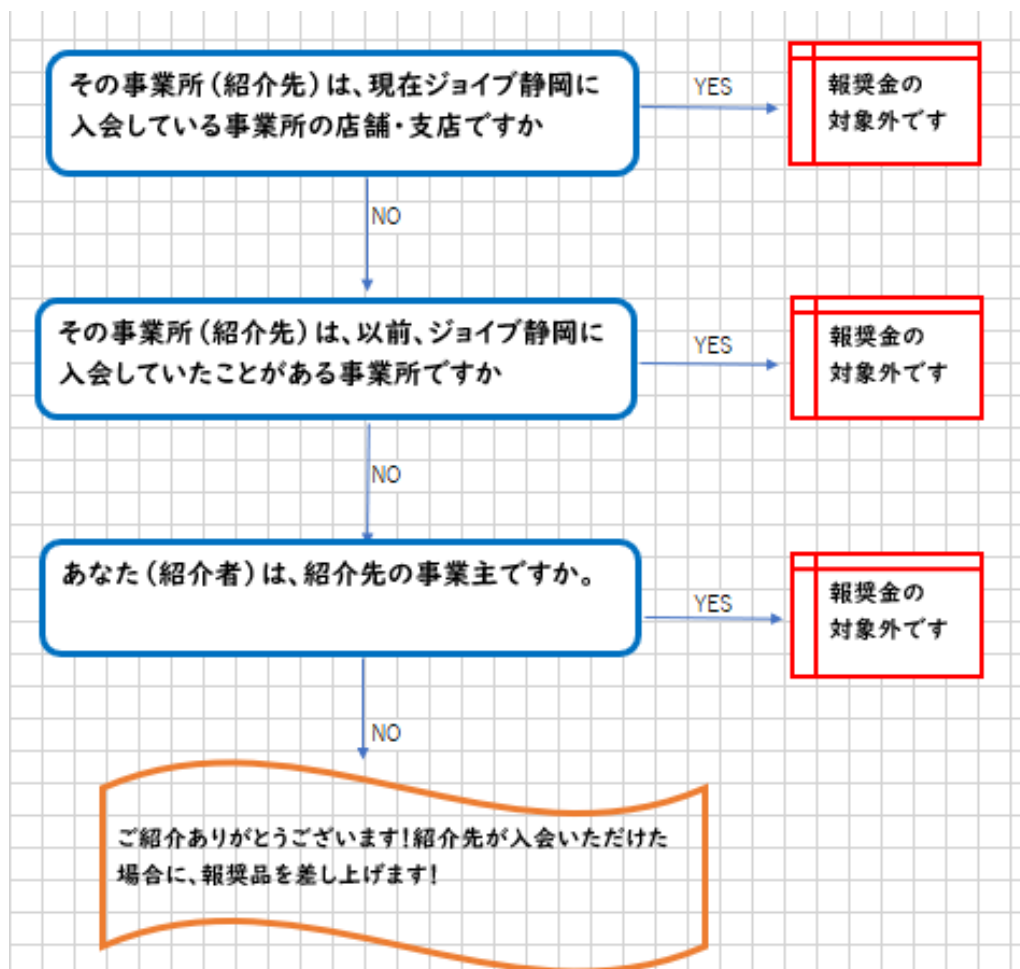 その事業所（紹介先）は、現在ジョイブ静岡に
入会している事業所の店舗・支店ですか
YES
報奨金の
対象外です
NO
その事業所（紹介先）は、以前、ジョイブ静岡に
入会していたことがある事業所ですか
YES
報奨金の
対象外です
NO
あなた（紹介者）は、紹介先の事業主ですか。
YES
報奨金の
対象外です
NO
ご紹介ありがとうございます！紹介先が入会いただけた
場合に、報奨品を差し上げます！